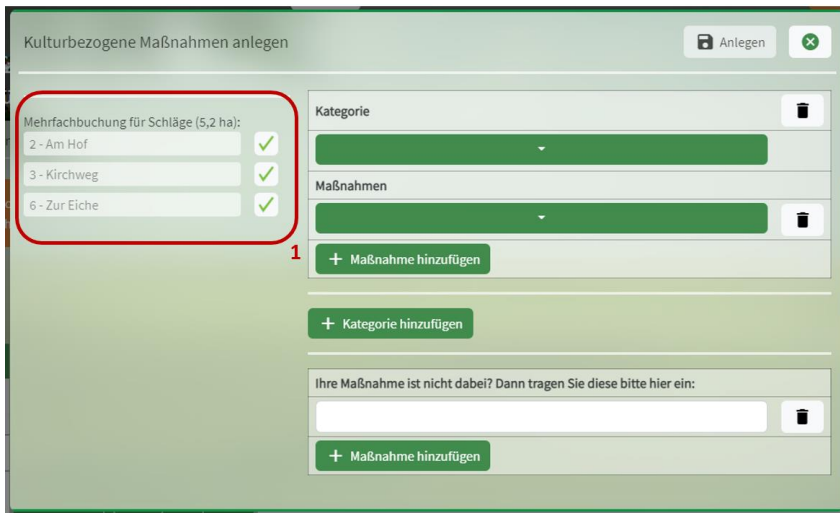 Kulturbezogene Maßnahmen anlegen
Anlegen
Mehrfachbuchung für Schläge (5,2 ha):
2 - Am Hof
3 - Kirchweg
6 - Zur Eiche
1
Kategorie
Maßnahmen
+ Maßnahme hinzufügen
+ Kategorie hinzufügen
Ihre Maßnahme ist nicht dabei? Dann tragen Sie diese bitte hier ein:
+ Maßnahme hinzufügen